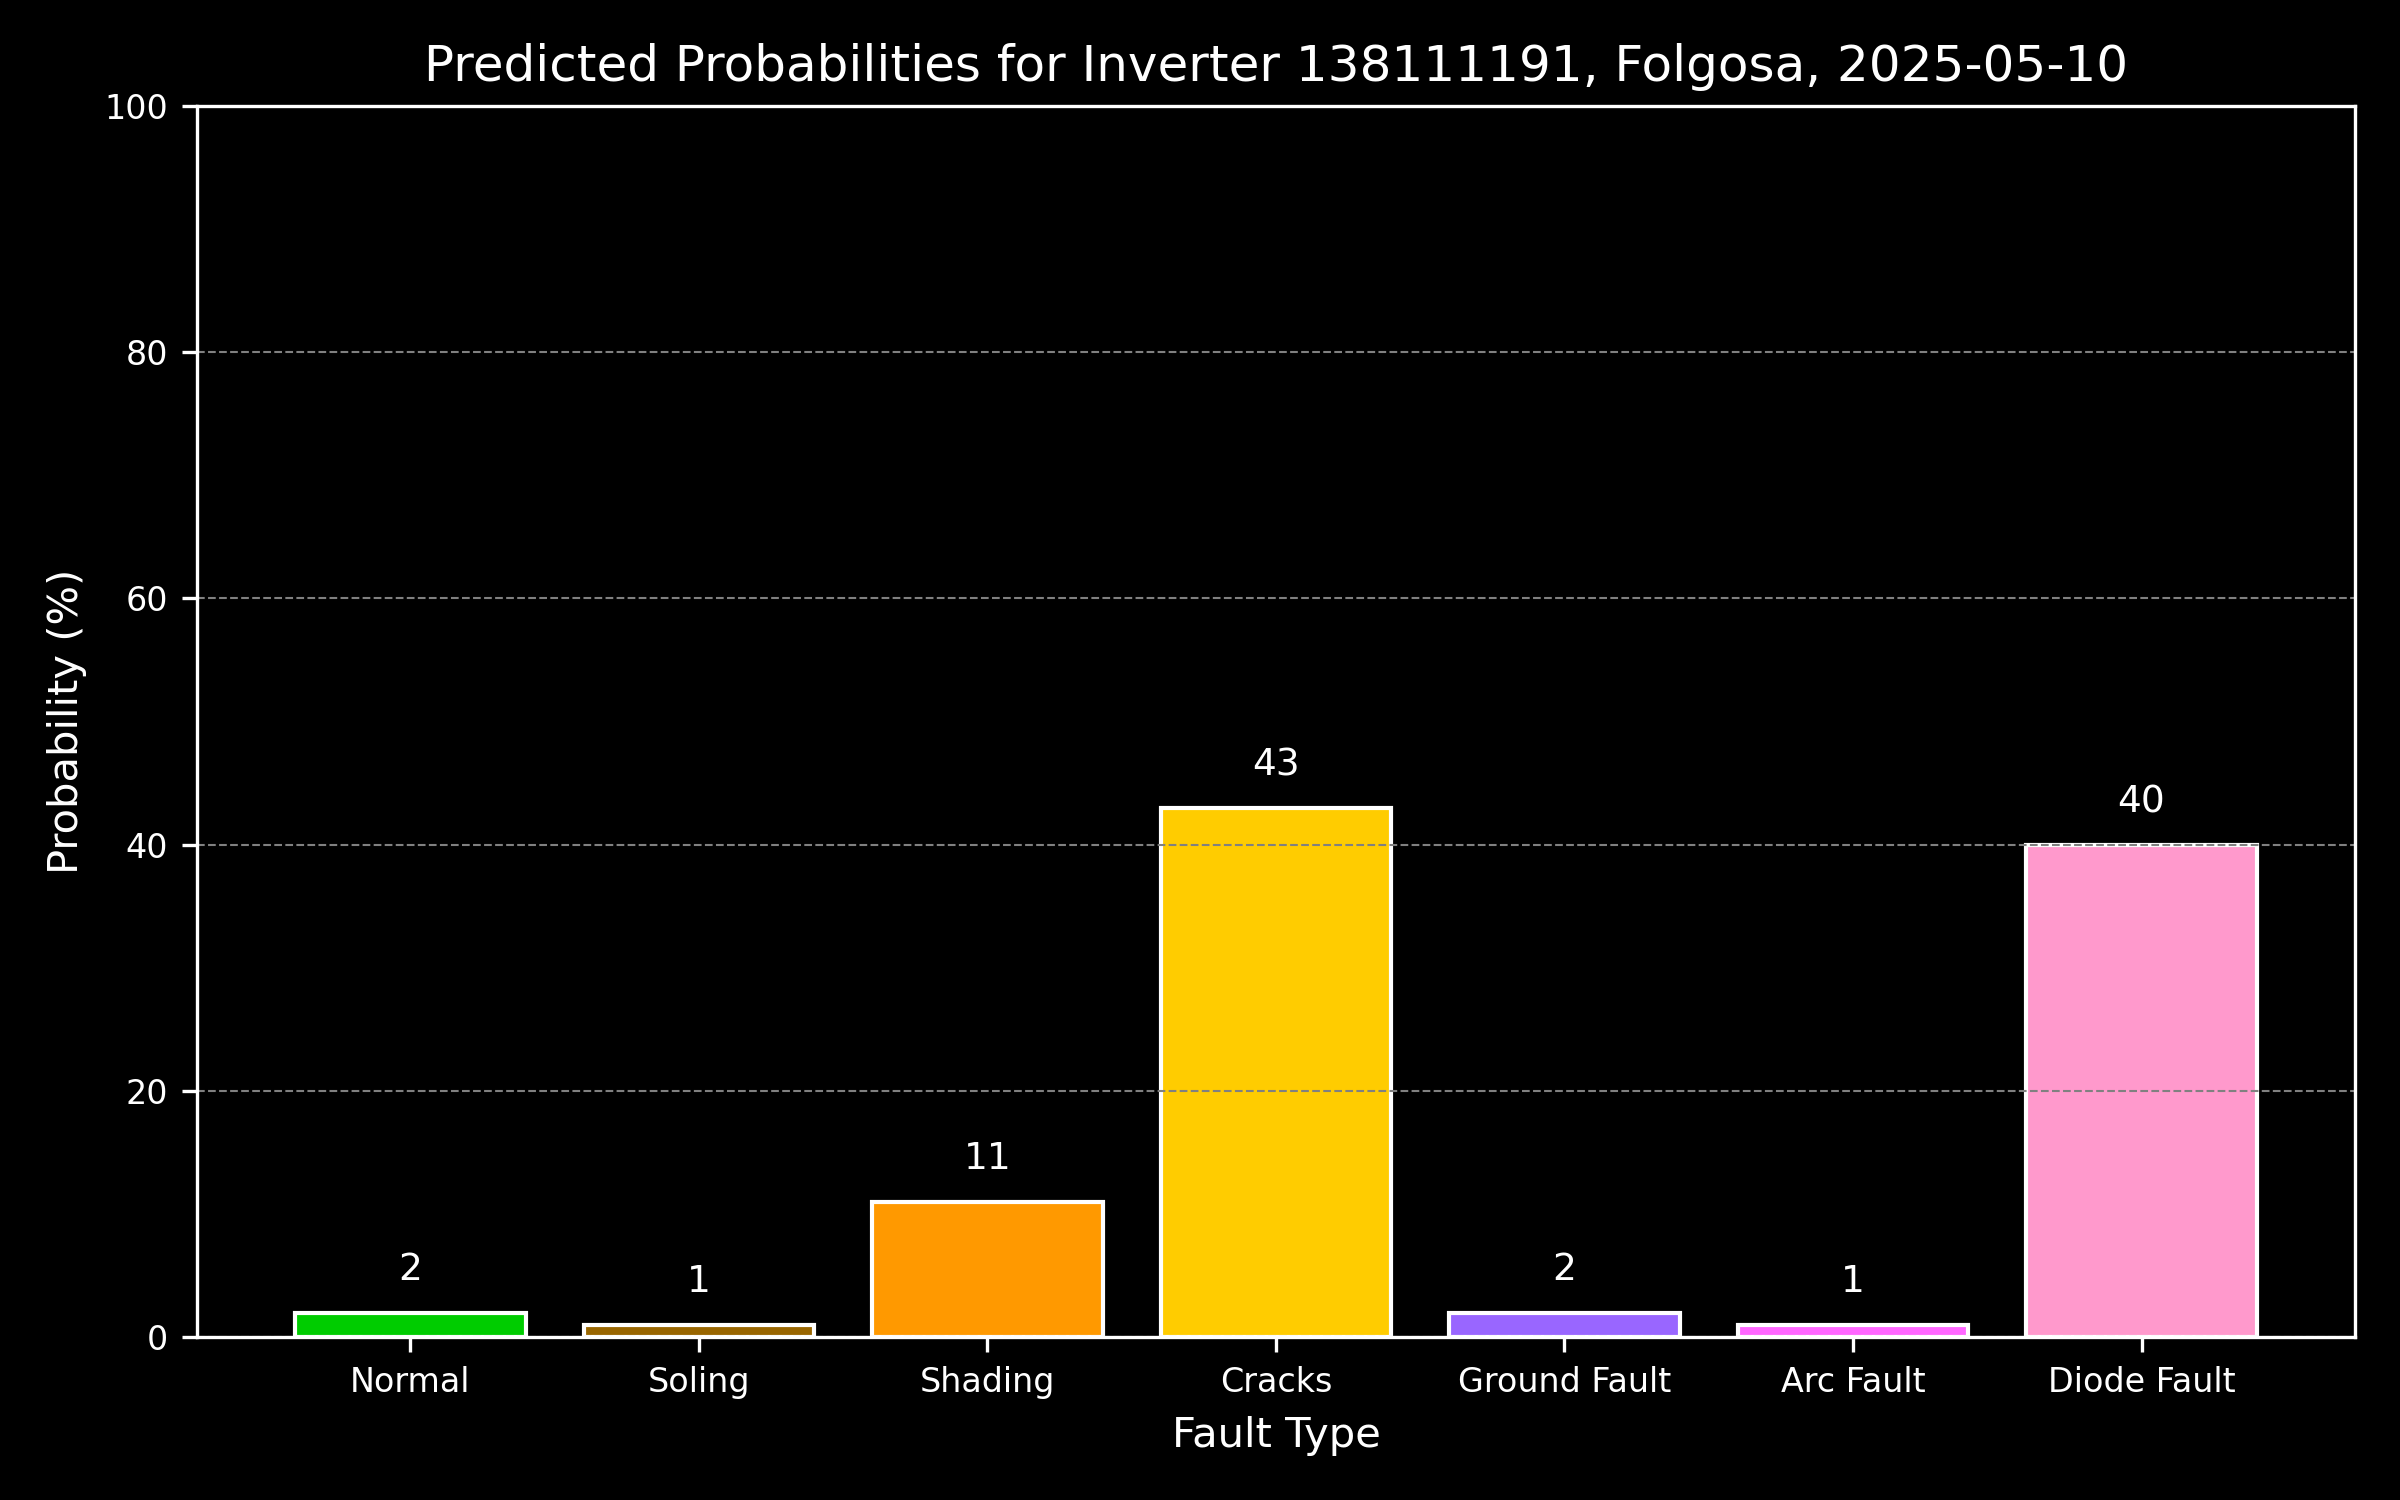 Predicted Probabilities for Inverter 138111191, Folgosa, 2025-05-10
100
80
60
40
20
0
Probability (%)
2
1
11
43
2
1
40
Normal
Soling
Shading
Cracks
Ground Fault
Arc Fault
Diode Fault
Fault Type